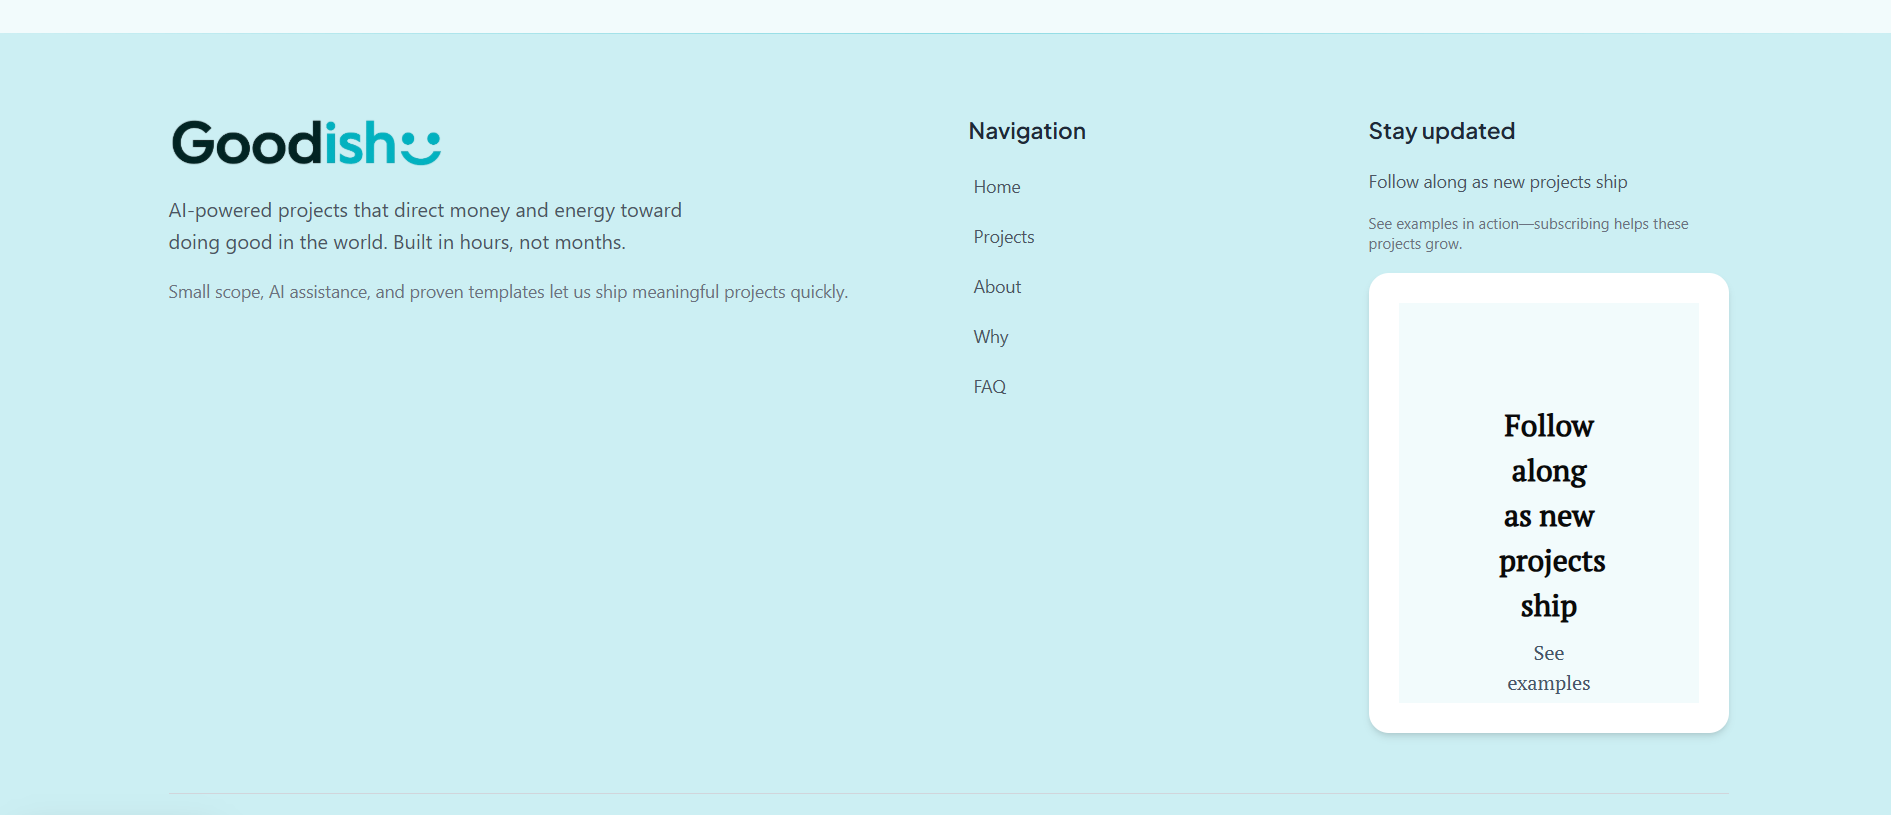 Goodish
AI-powered projects that direct money and energy toward
doing good in the world. Built in hours, not months.
Small scope, AI assistance, and proven templates let us ship meaningful projects quickly.
Navigation
Home
Projects
About
Why
FAQ
Stay updated
Follow along as new projects ship
See examples in action—subscribing helps these
projects grow.
Follow
along
as new
projects
ship
See
examples